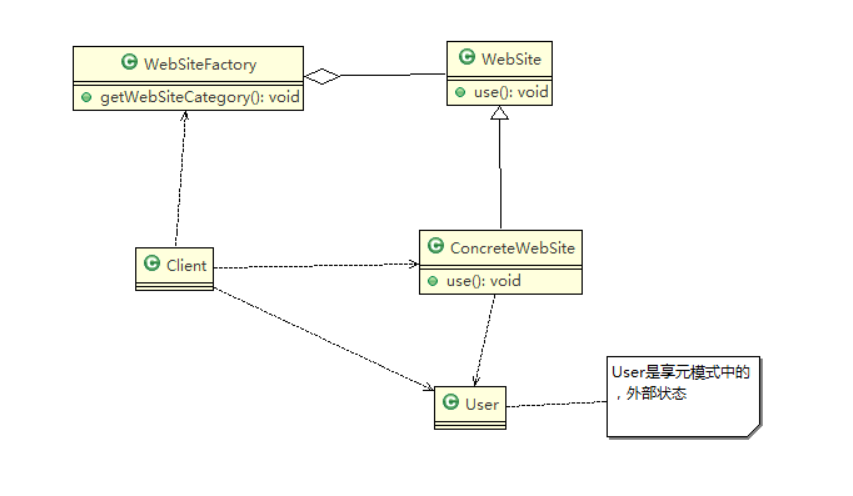 WebSiteFactory
getWebSiteCategory(): void
WebSite
use(): void
Client
ConcreteWebSite
use(): void
User
User是享元模式中的
，外部状态